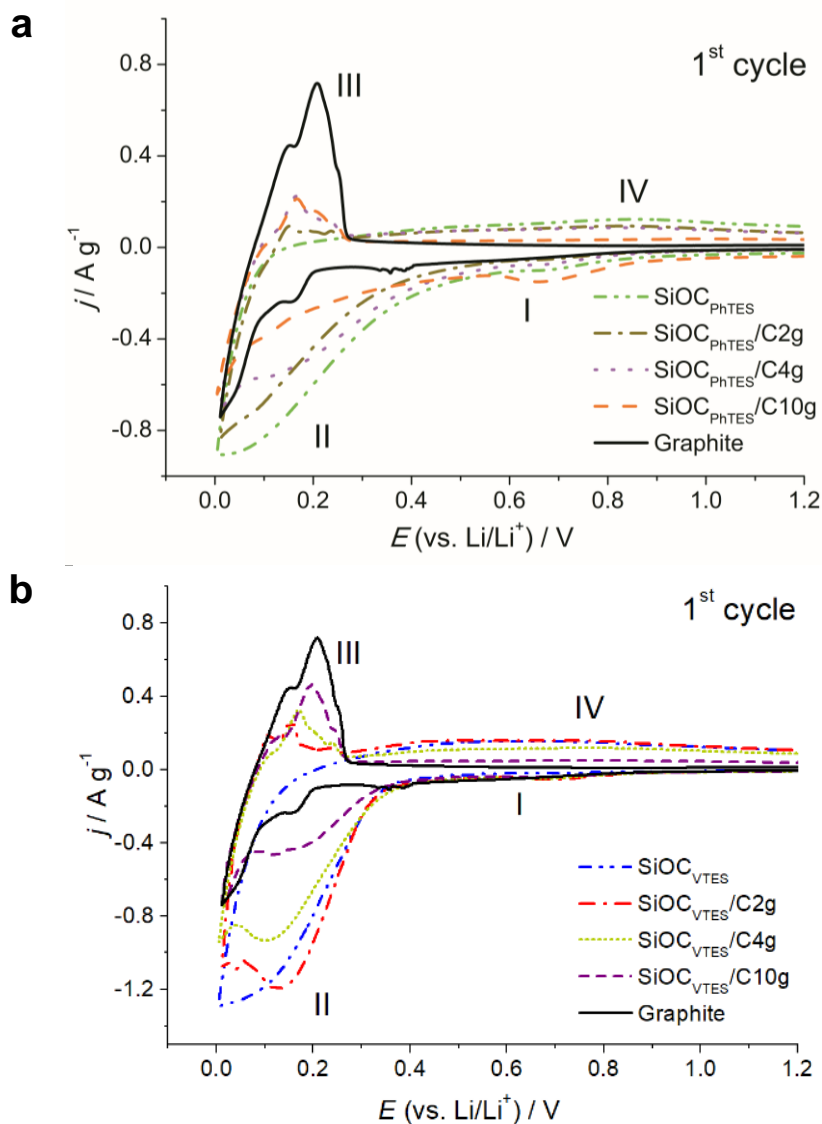 a
1st cycle
III
IV
I
II
j / A g-1
0.8
0.4
0.0
-0.4
-0.8
SiOCPhTES
SiOCPhTES/C2g
SiOCPhTES/C4g
SiOCPhTES/C10g
Graphite
0.0 0.2 0.4 0.6 0.8 1.0 1.2
E (vs. Li/Li+) / V
b
1st cycle
III
IV
I
II
j / A g-1
0.8
0.4
0.0
-0.4
-0.8
-1.2
SiOCVTES
SiOCVTES/C2g
SiOCVTES/C4g
SiOCVTES/C10g
Graphite
0.0 0.2 0.4 0.6 0.8 1.0 1.2
E (vs. Li/Li+) / V